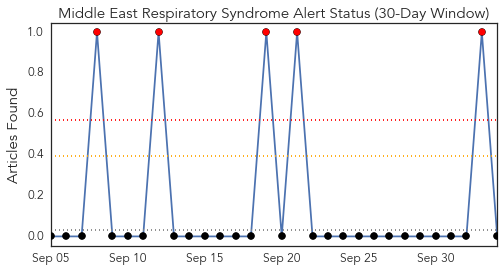 Middle East Respiratory Syndrome Alert Status (30-Day Window)
1.0
0.8
0.6
0.4
0.2
0.0
Articles Found
Sep 05 Sep 10 Sep 15 Sep 20 Sep 25 Sep 30